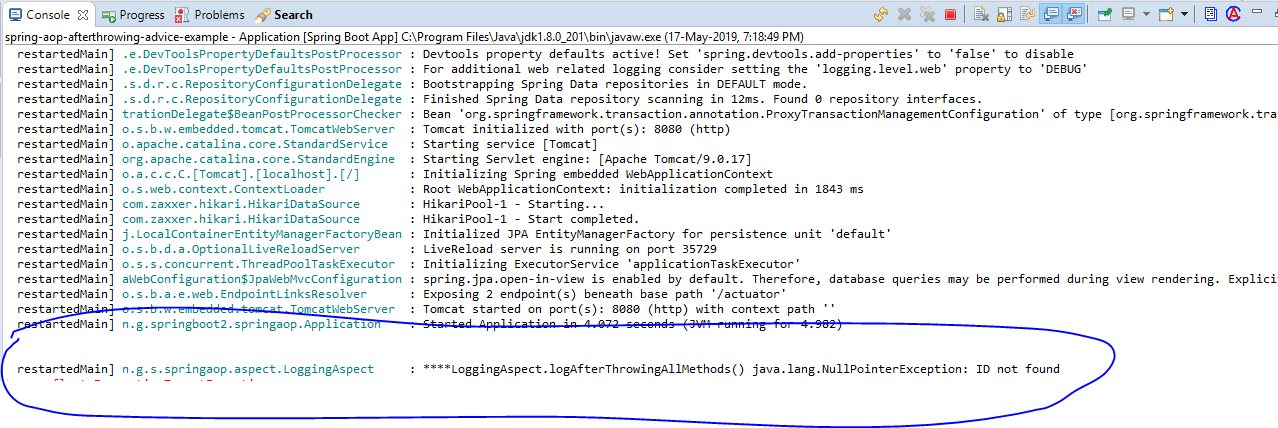 Console Progress Problems Search
spring-aop-afterthrowing-advice-example - Application [Spring Boot App] C:\Program Files\Java\jdk1.8.0_201\bin\javaw.exe (17-May-2019, 7:18:49 PM)
restartedMain] .e.DevToolsPropertyDefaultsPostProcessor : Devtools property defaults active! Set 'spring.devtools.add-properties' to 'false' to disable
restartedMain] .e.DevToolsPropertyDefaultsPostProcessor : For additional web related logging consider setting the 'logging.level.web' property to 'DEBUG'
restartedMain] .s.d.r.c.RepositoryConfigurationDelegate : Bootstrapping Spring Data repositories in DEFAULT mode.
restartedMain] .s.d.r.c.RepositoryConfigurationDelegate : Finished Spring Data repository scanning in 12ms. Found 0 repository interfaces.
restartedMain] trationDelegate$BeanPostProcessorChecker : Bean 'org.springframework.transaction.annotation.ProxyTransactionManagementConfiguration' of type [org.springframework.tra
restartedMain] o.s.b.w.embedded.tomcat.TomcatWebServer : Tomcat initialized with port(s): 8080 (http)
restartedMain] o.apache.catalina.core.StandardService : Starting service [Tomcat]
restartedMain] org.apache.catalina.core.StandardEngine : Starting Servlet engine: [Apache Tomcat/9.0.17]
restartedMain] o.a.c.c.C.[Tomcat].[localhost].[/] : Initializing Spring embedded WebApplicationContext
restartedMain] o.s.web.context.ContextLoader : Root WebApplicationContext: initialization completed in 1843 ms
restartedMain] com.zaxxer.hikari.HikariDataSource : HikariPool-1 - Starting...
restartedMain] com.zaxxer.hikari.HikariDataSource : HikariPool-1 - Start completed.
restartedMain] j.LocalContainerEntityManagerFactoryBean : Initialized JPA EntityManagerFactory for persistence unit 'default'
restartedMain] o.s.b.d.a.OptionalLiveReloadServer : LiveReload server is running on port 35729
restartedMain] o.s.s.concurrent.ThreadPoolTaskExecutor : Initializing ExecutorService 'applicationTaskExecutor'
restartedMain] aWebConfiguration$JpaWebMvcConfiguration : spring.jpa.open-in-view is enabled by default. Therefore, database queries may be performed during view rendering. Explici
restartedMain] o.s.b.a.e.web.EndpointLinksResolver : Exposing 2 endpoint(s) beneath base path '/actuator'
restartedMain] o.s.b.w.embedded.tomcat.TomcatWebServer : Tomcat started on port(s): 8080 (http) with context path ''
restartedMain] n.g.springboot2.springaop.Application : Started Application in 4.072 seconds (JVM running for 4.982)
restartedMain] n.g.s.springaop.aspect.LoggingAspect : ****LoggingAspect.logAfterThrowingAllMethods() java.lang.NullPointerException: ID not found